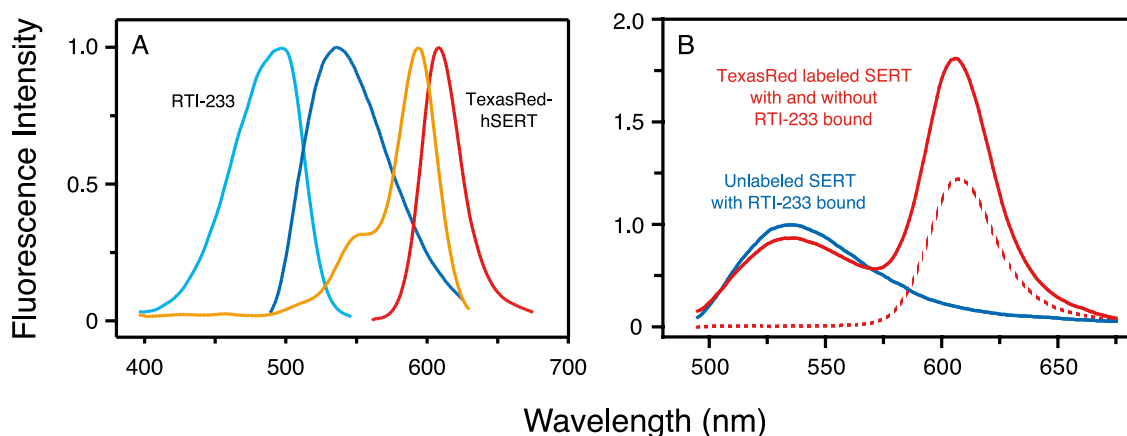 Fluorescence Intensity
A
1.0
0.5
0
RTI-233
TexasRed-
hSERT
400
500
600
700
B
2.0
1.5
1.0
0
TexasRed labeled SERT
with and without
RTI-233 bound
Unlabeled SERT
with RTI-233 bound
500
550
600
650
Wavelength (nm)